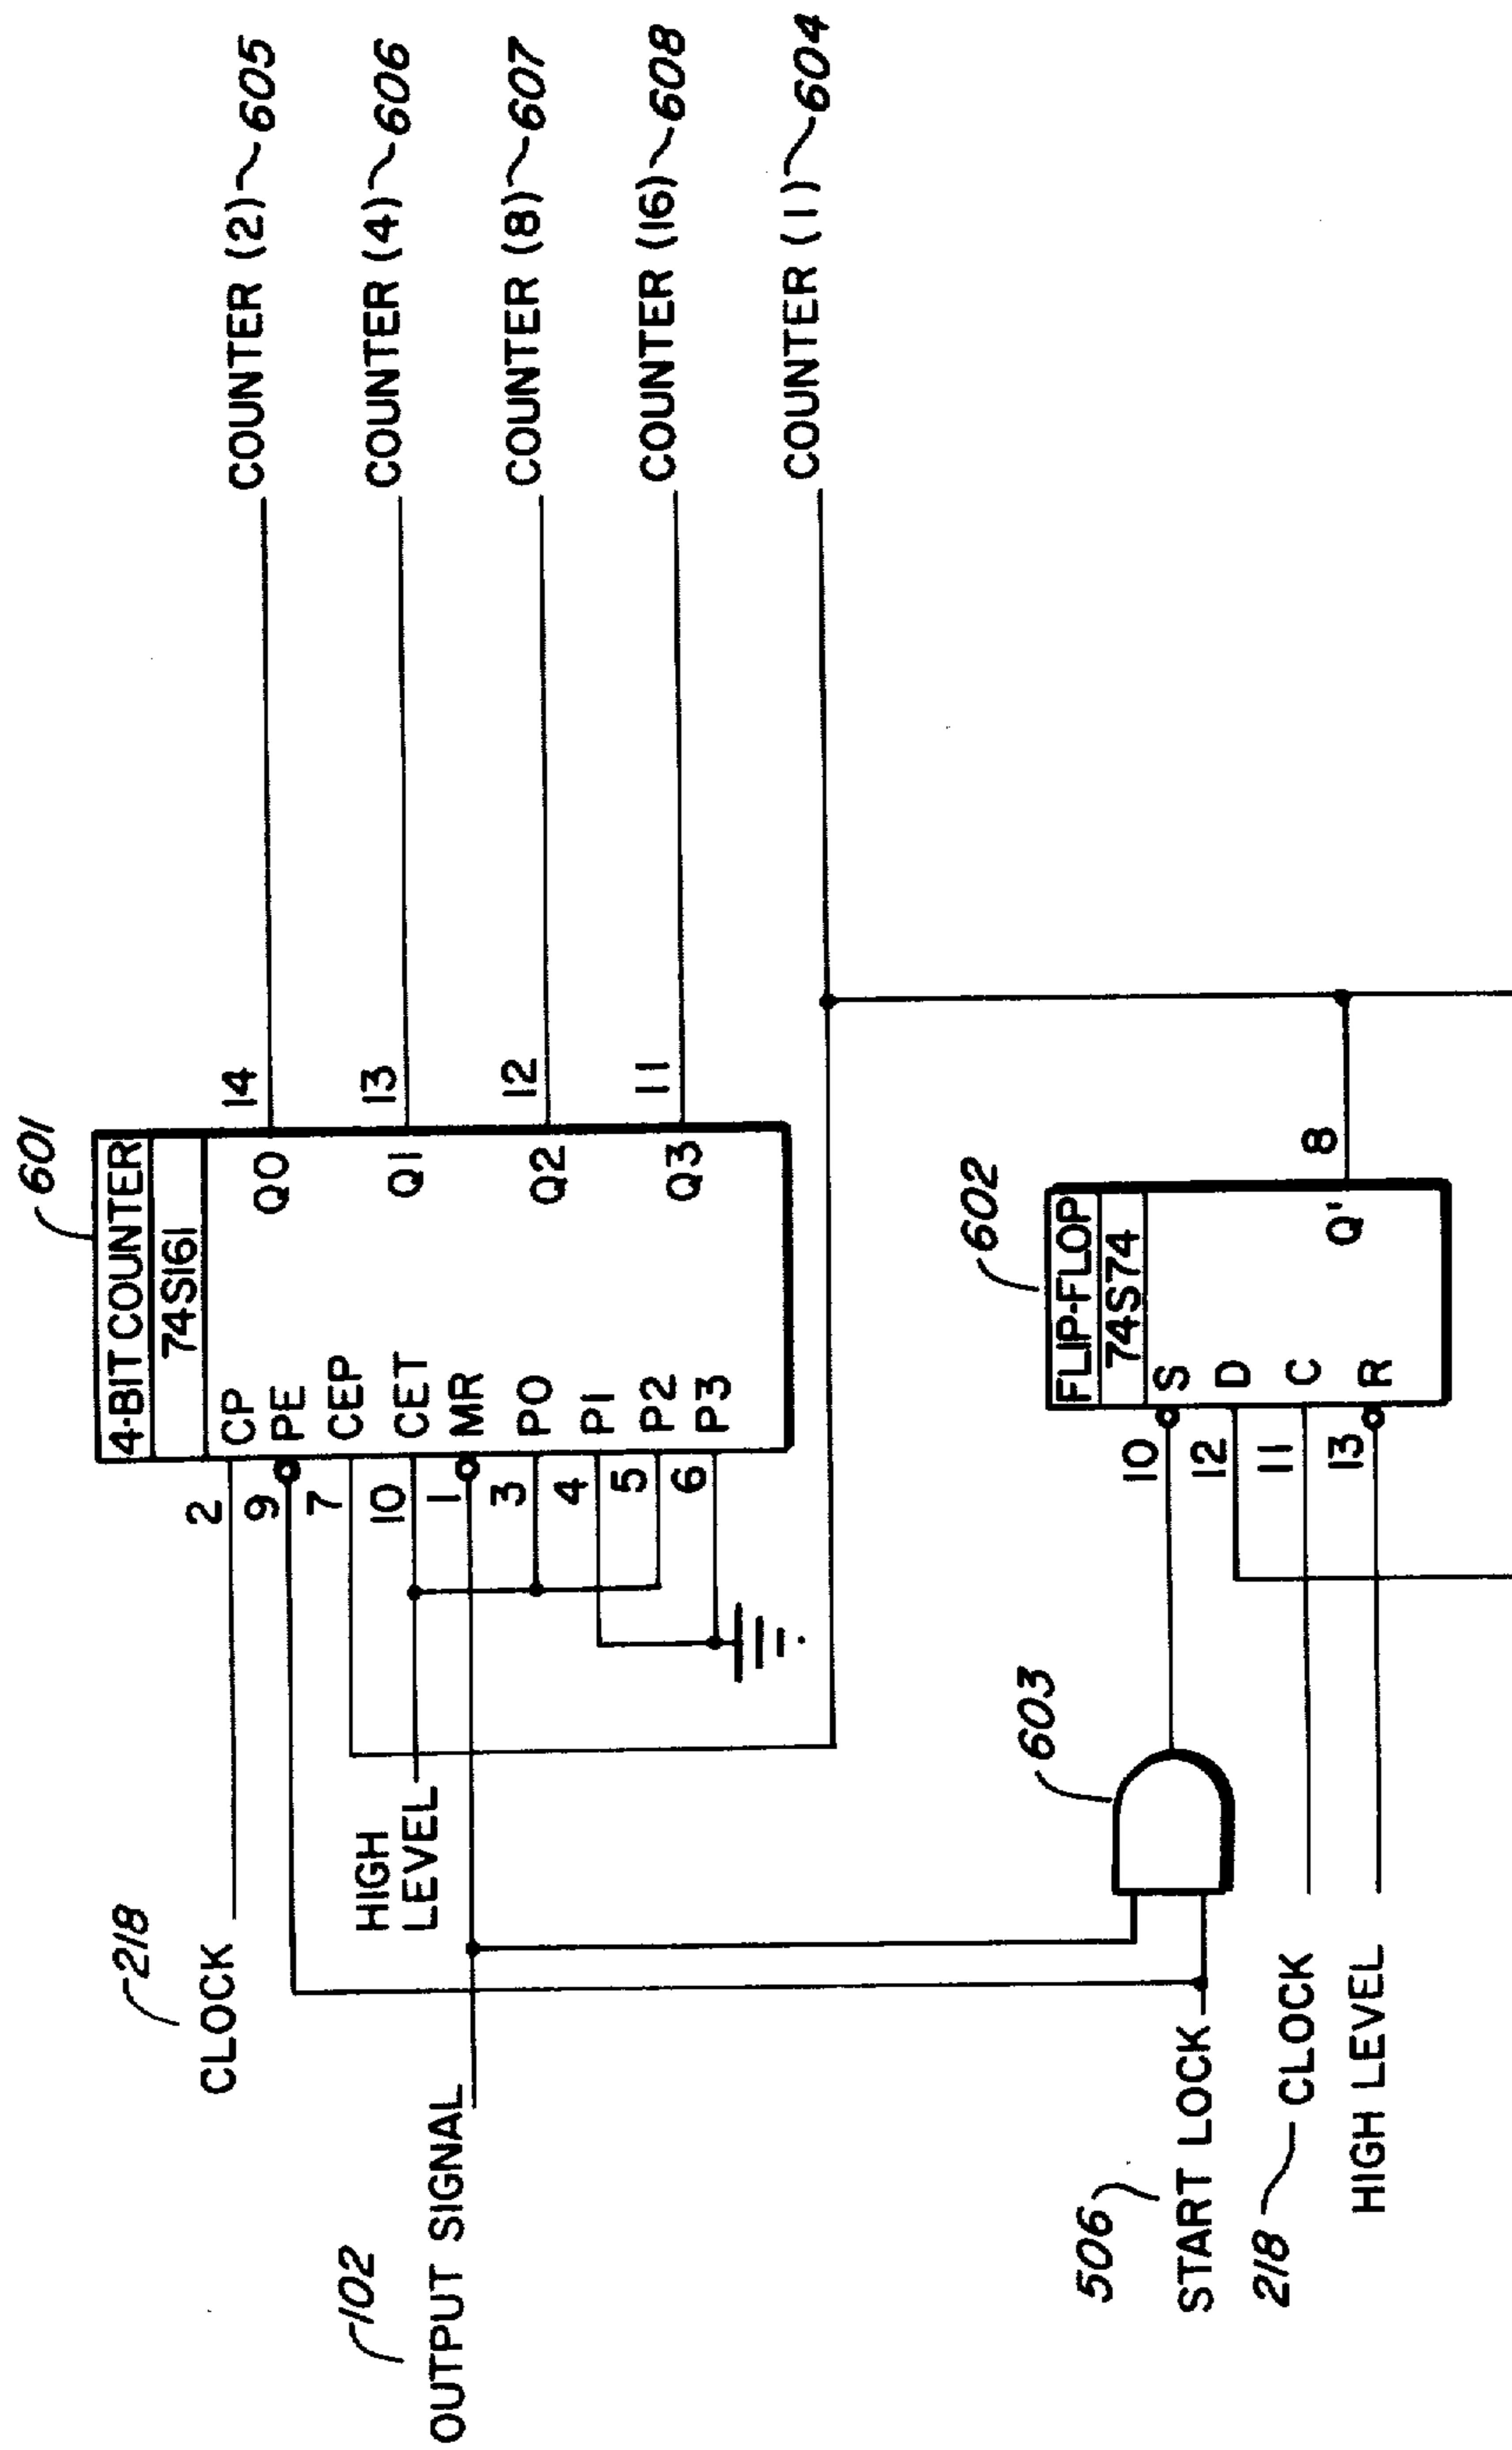 601
4-BIT COUNTER
74S161
218
CLOCK
2
CP
Q0
14
COUNTER (2)
605
9
PE
7
CEP
HIGH
LEVEL
10
CET
Q1
13
COUNTER (4)
606
102
OUTPUT SIGNAL
1
MR
3
P0
Q2
12
COUNTER (8)
607
4
P1
5
P2
6
P3
Q3
11
COUNTER (16)
608
COUNTER (1)
604
602
FLIP-FLOP
74S74
603
506
START LOCK
10
S
12
D
218
CLOCK
11
C
HIGH LEVEL
13
R
Q'
8